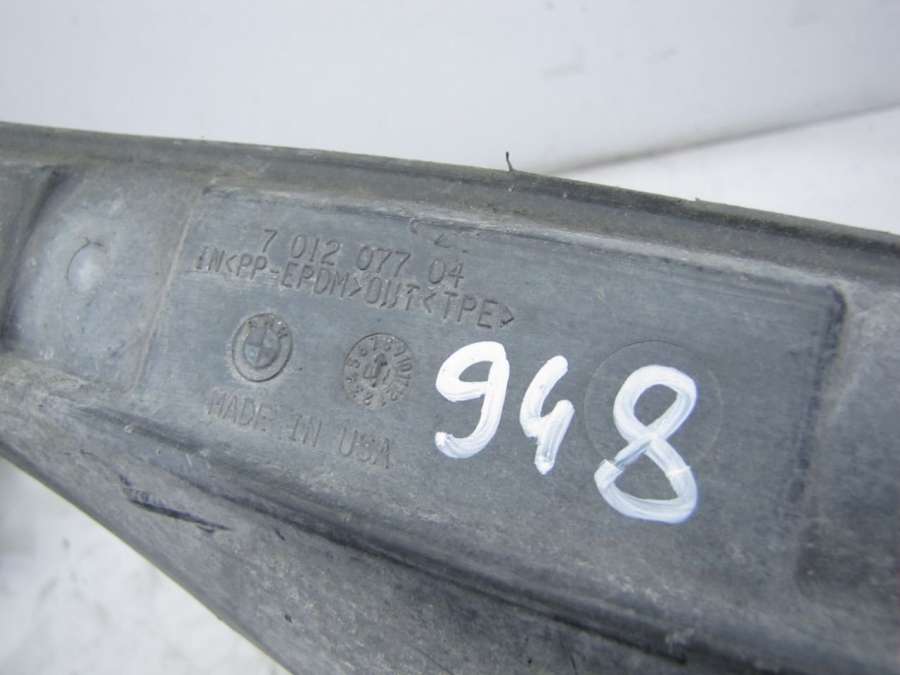 7 012 077 04
IN<PP-EPDM>OUT<TPE>
MADE IN USA
948